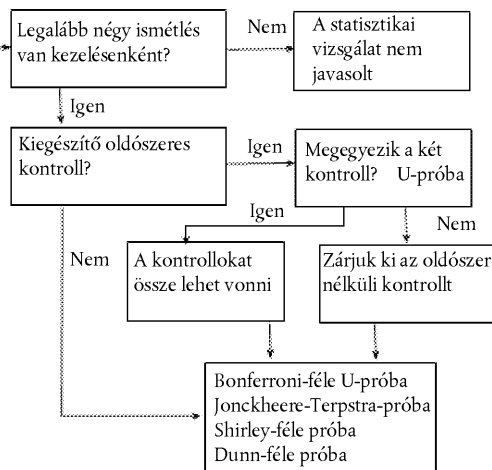 Legalább négy ismétlés
van kezelésenként?
Nem
A statisztikai
vizsgálat nem
javasolt
Igen
Kiegészítő oldószeres
kontroll?
Igen
Megegyezik a két
kontroll? U-próba
Igen
Nem
Nem
A kontrollokat
össze lehet vonni
Zárjuk ki az oldószer
nélküli kontrollt
Bonferroni-féle U-próba
Jonckheere-Terpstra-próba
Shirley-féle próba
Dunn-féle próba